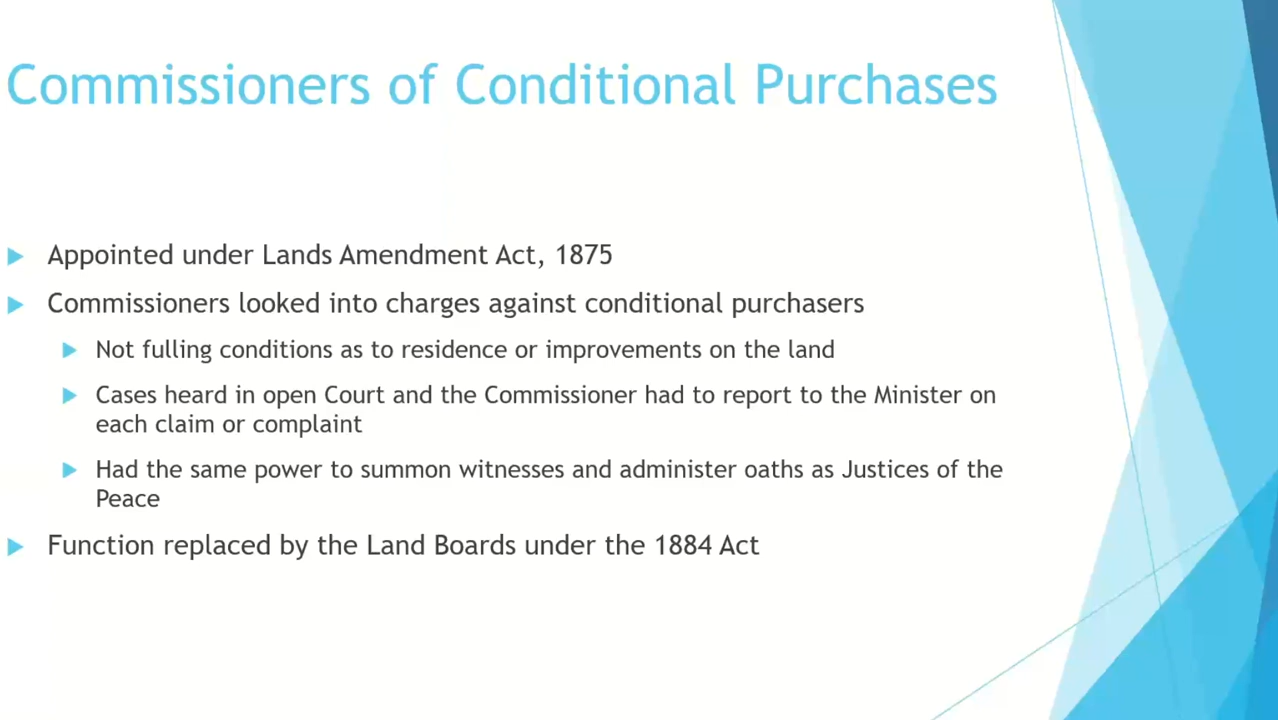 Commissioners of Conditional Purchases
Appointed under Lands Amendment Act, 1875
Commissioners looked into charges against conditional purchasers
Not fulling conditions as to residence or improvements on the land
Cases heard in open Court and the Commissioner had to report to the Minister on
each claim or complaint
Had the same power to summon witnesses and administer oaths as Justices of the
Peace
Function replaced by the Land Boards under the 1884 Act